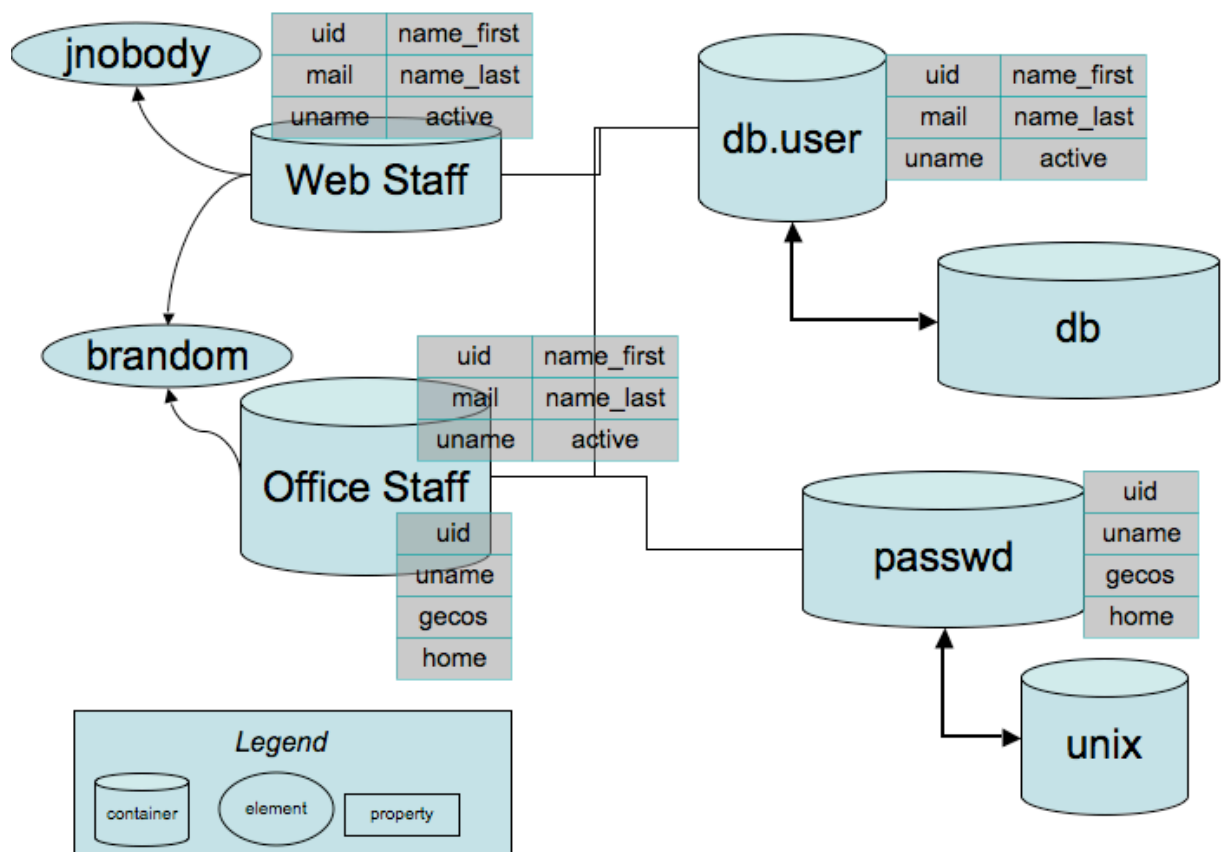 jnobody
uid name_first
mail name_last
uname active
Web Staff
db.user
uid name_first
mail name_last
uname active
db
brandom
uid name_first
mail name_last
uname active
Office Staff
uid
uname
gecos
home
passwd
uid
uname
gecos
home
unix
Legend
container
element
property